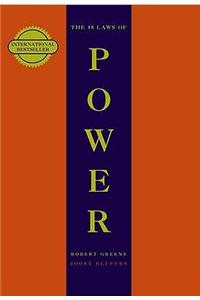 THE 48 LAWS OF
INTERNATIONAL
BESTSELLER
POWER
ROBERT GREENE
JOOST ELFFERS